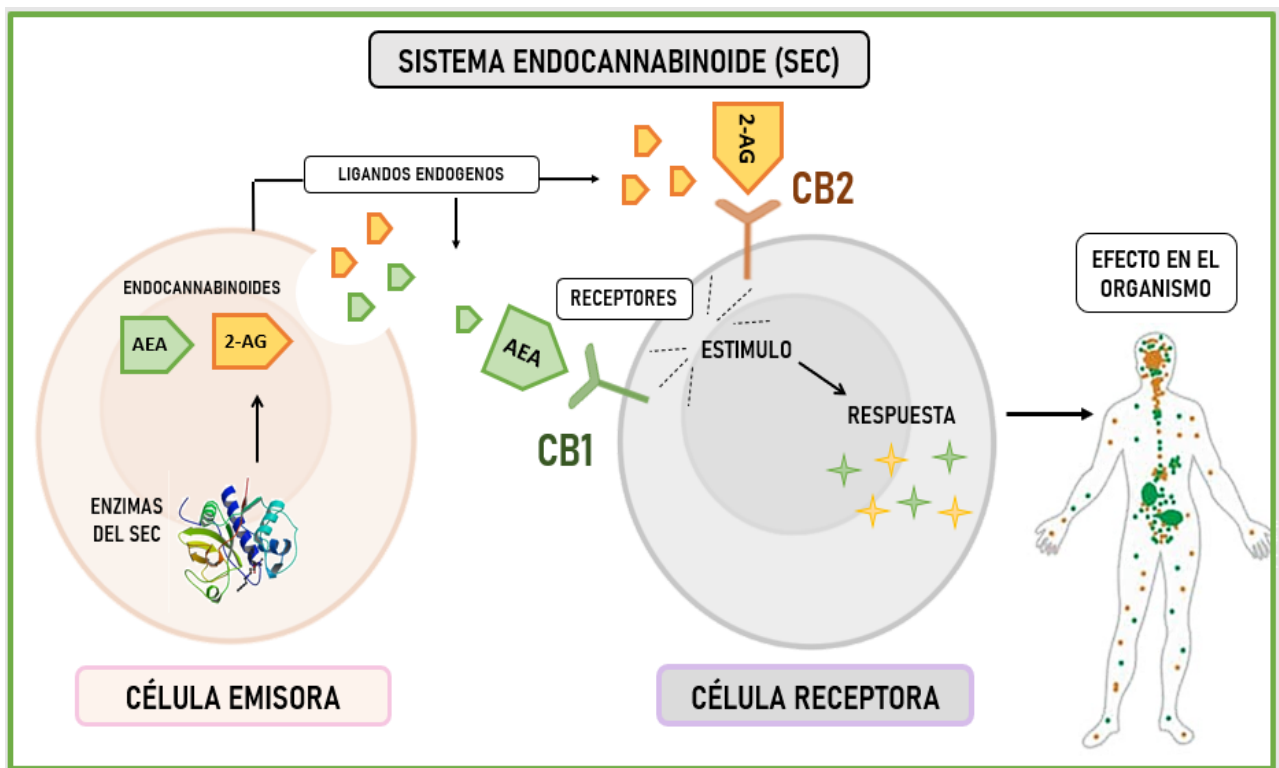 SISTEMA ENDOCANNABINOIDE (SEC)
LIGANDOS ENDOGENOS
2-AG
CB2
ENDOCANNABINOIDES
AEA
2-AG
RECEPTORES
AEA
CB1
ESTIMULO
RESPUESTA
EFECTO EN EL
ORGANISMO
ENZIMAS
DEL SEC
CÉLULA EMISORA
CÉLULA RECEPTORA